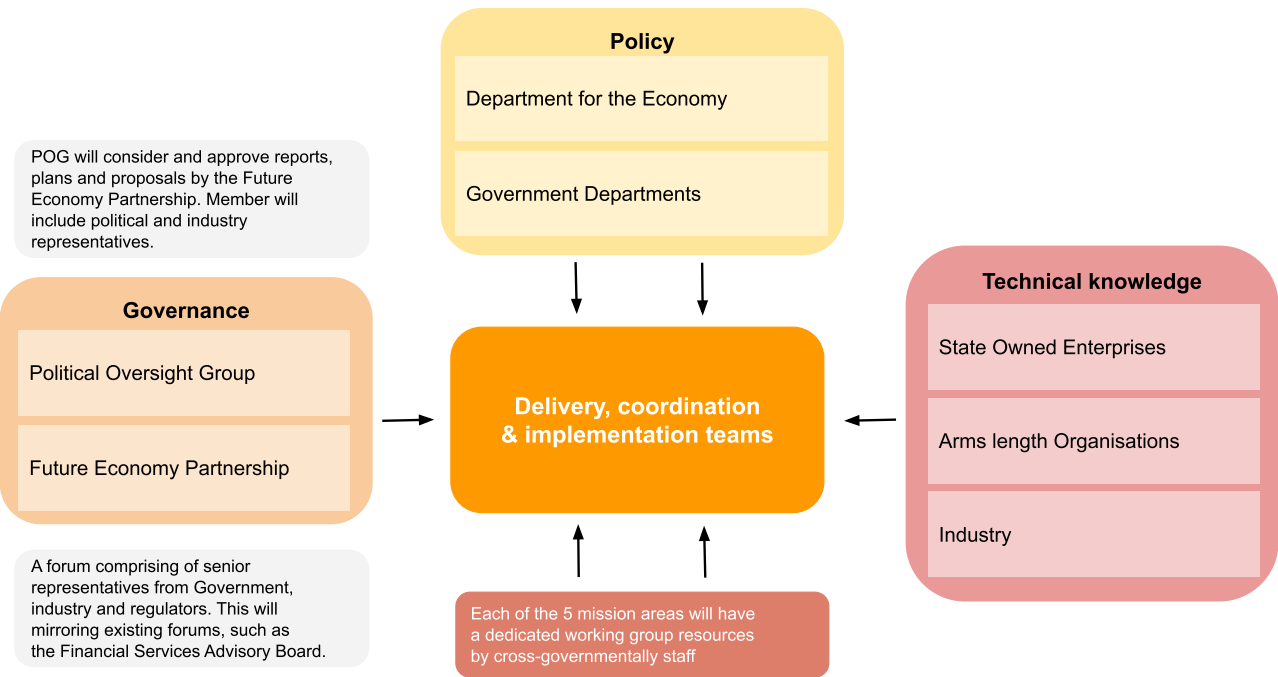 Policy
Department for the Economy
Government Departments
POG will consider and approve reports,
plans and proposals by the Future
Economy Partnership. Member will
include political and industry
representatives.
Governance
Political Oversight Group
Future Economy Partnership
A forum comprising of senior
representatives from Government,
industry and regulators. This will
mirroring existing forums, such as
the Financial Services Advisory Board.
Delivery, coordination
& implementation teams
Each of the 5 mission areas will have
a dedicated working group resources
by cross-governmentally staff
Technical knowledge
State Owned Enterprises
Arms length Organisations
Industry